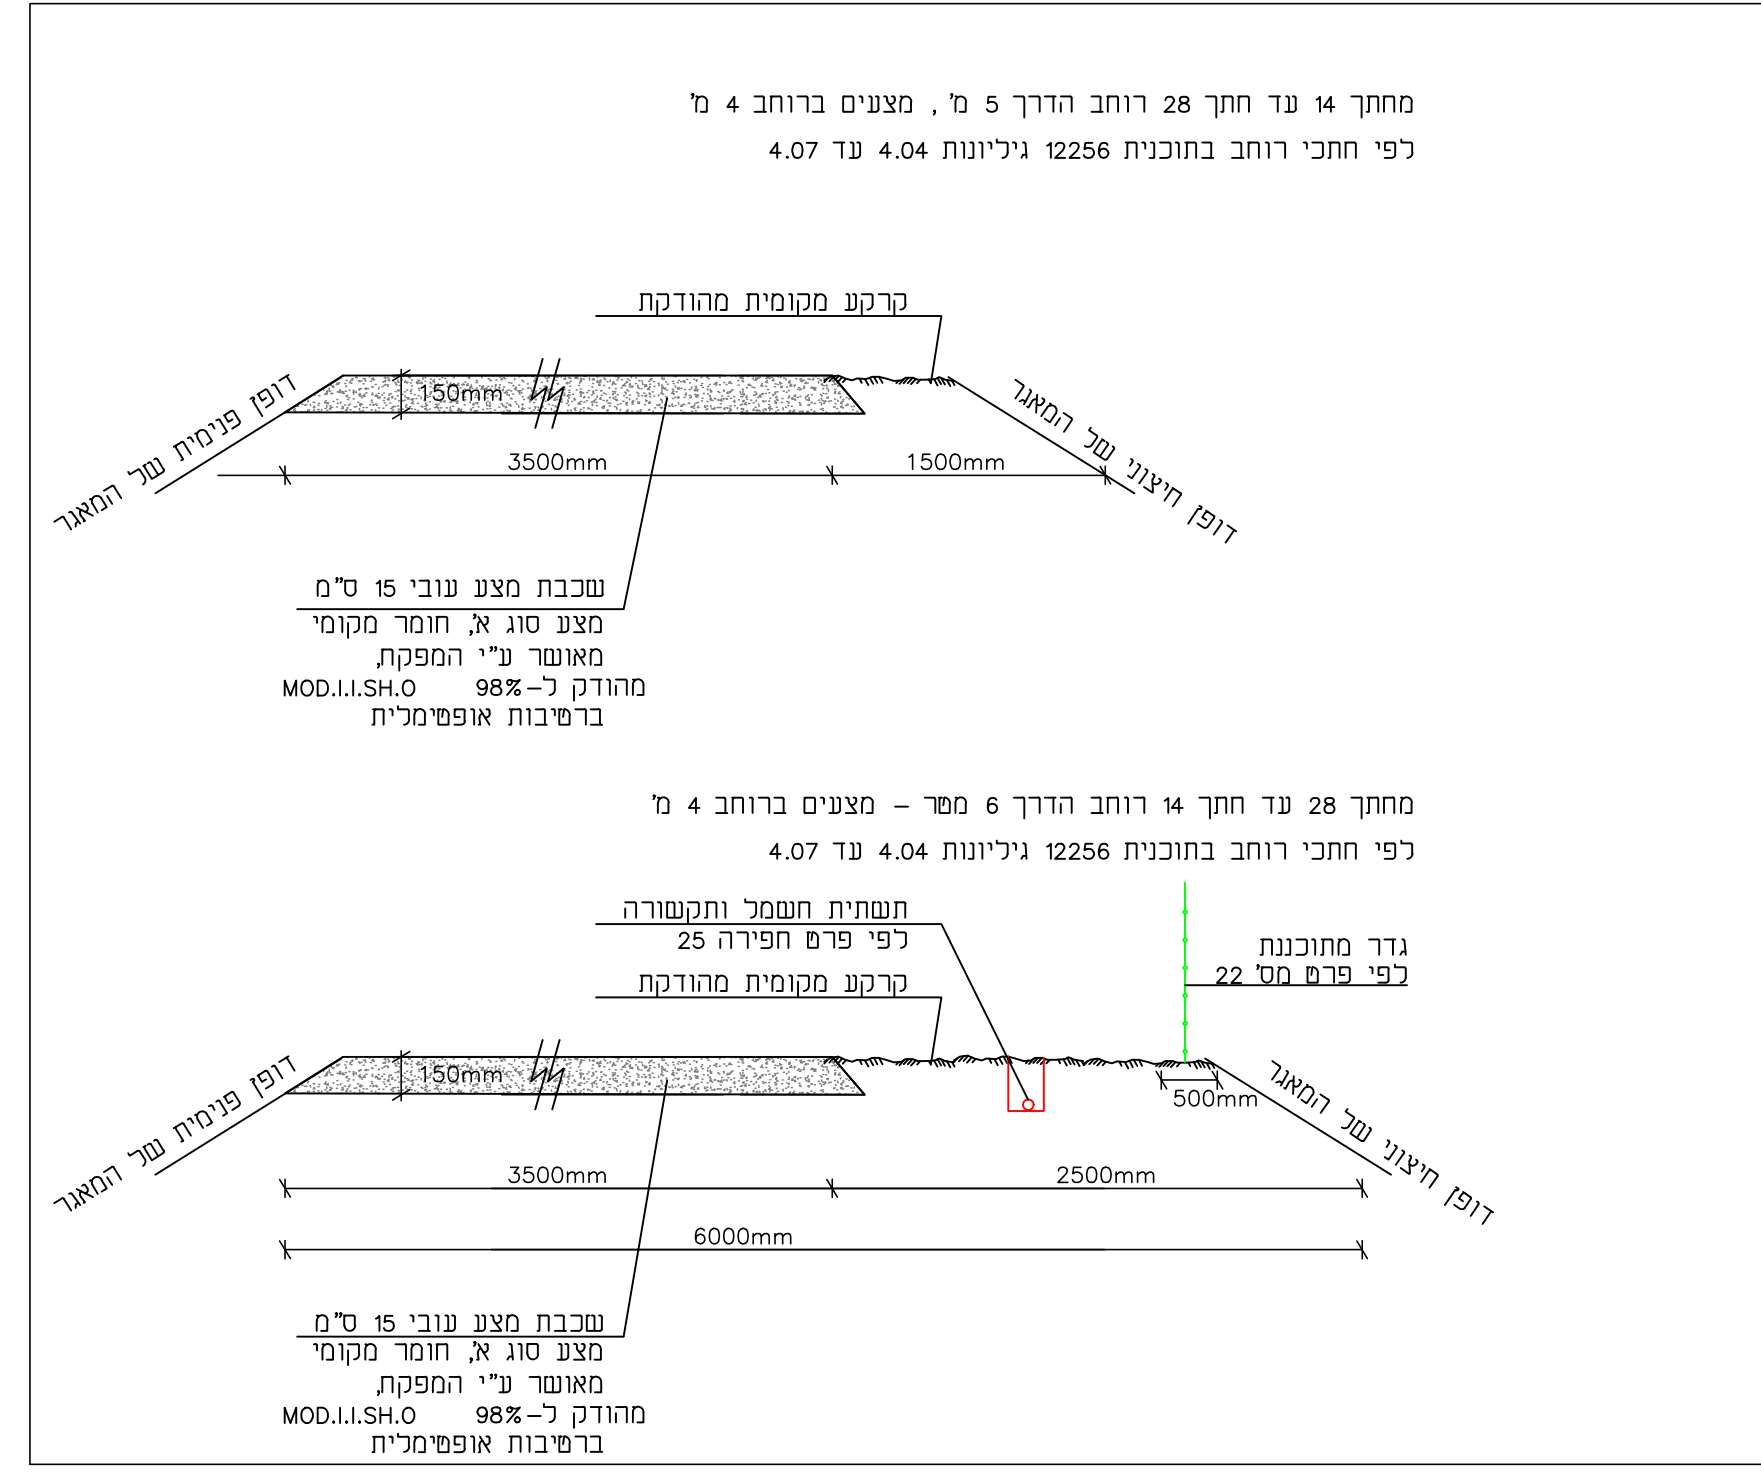 מחתך 14 עד חתך 28 רוחב הדרך 5 מ', מצעים ברוחב 4 מ'
לפי חתכי רוחב בתוכנית 12256 גיליונות 4.04 עד 4.07
קרקע מקומית מהודקת
דופן פנימית של המאגר
150mm
דופן חיצוני של המאגר
3500mm
1500mm
שכבת מצע עובי 15 ס"מ
מצע סוג א', חומר מקומי
מאושר ע"י המפקח,
מהודק ל-98% MOD.I.I.SH.O
ברטיבות אופטימלית
מחתך 28 עד חתך 14 רוחב הדרך 6 מטר - מצעים ברוחב 4 מ'
לפי חתכי רוחב בתוכנית 12256 גיליונות 4.04 עד 4.07
תשתית חשמל ותקשורה
לפי פרט חפירה 25
גדר מתוכננת
לפי פרט מס' 22
קרקע מקומית מהודקת
דופן פנימית של המאגר
150mm
500mm
דופן חיצוני של המאגר
3500mm
2500mm
6000mm
שכבת מצע עובי 15 ס"מ
מצע סוג א', חומר מקומי
מאושר ע"י המפקח,
מהודק ל-98% MOD.I.I.SH.O
ברטיבות אופטימלית